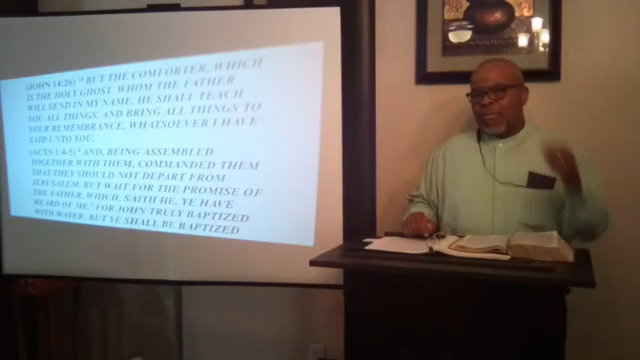 (JOHN 14:26) 26 BUT THE COMFORTER, WHICH
IS THE HOLY GHOST, WHOM THE FATHER
WILL SEND IN MY NAME, HE SHALL TEACH
YOU ALL THINGS, AND BRING ALL THINGS TO
YOUR REMEMBRANCE, WHATSOEVER I HAVE
SAID UNTO YOU.
(ACTS 1:4-5) 4 AND, BEING ASSEMBLED
TOGETHER WITH THEM, COMMANDED THEM
THAT THEY SHOULD NOT DEPART FROM
JERUSALEM, BUT WAIT FOR THE PROMISE OF
THE FATHER, WHICH, SAITH HE, YE HAVE
HEARD OF ME. 5 FOR JOHN TRULY BAPTIZED
WITH WATER; BUT YE SHALL BE BAPTIZED